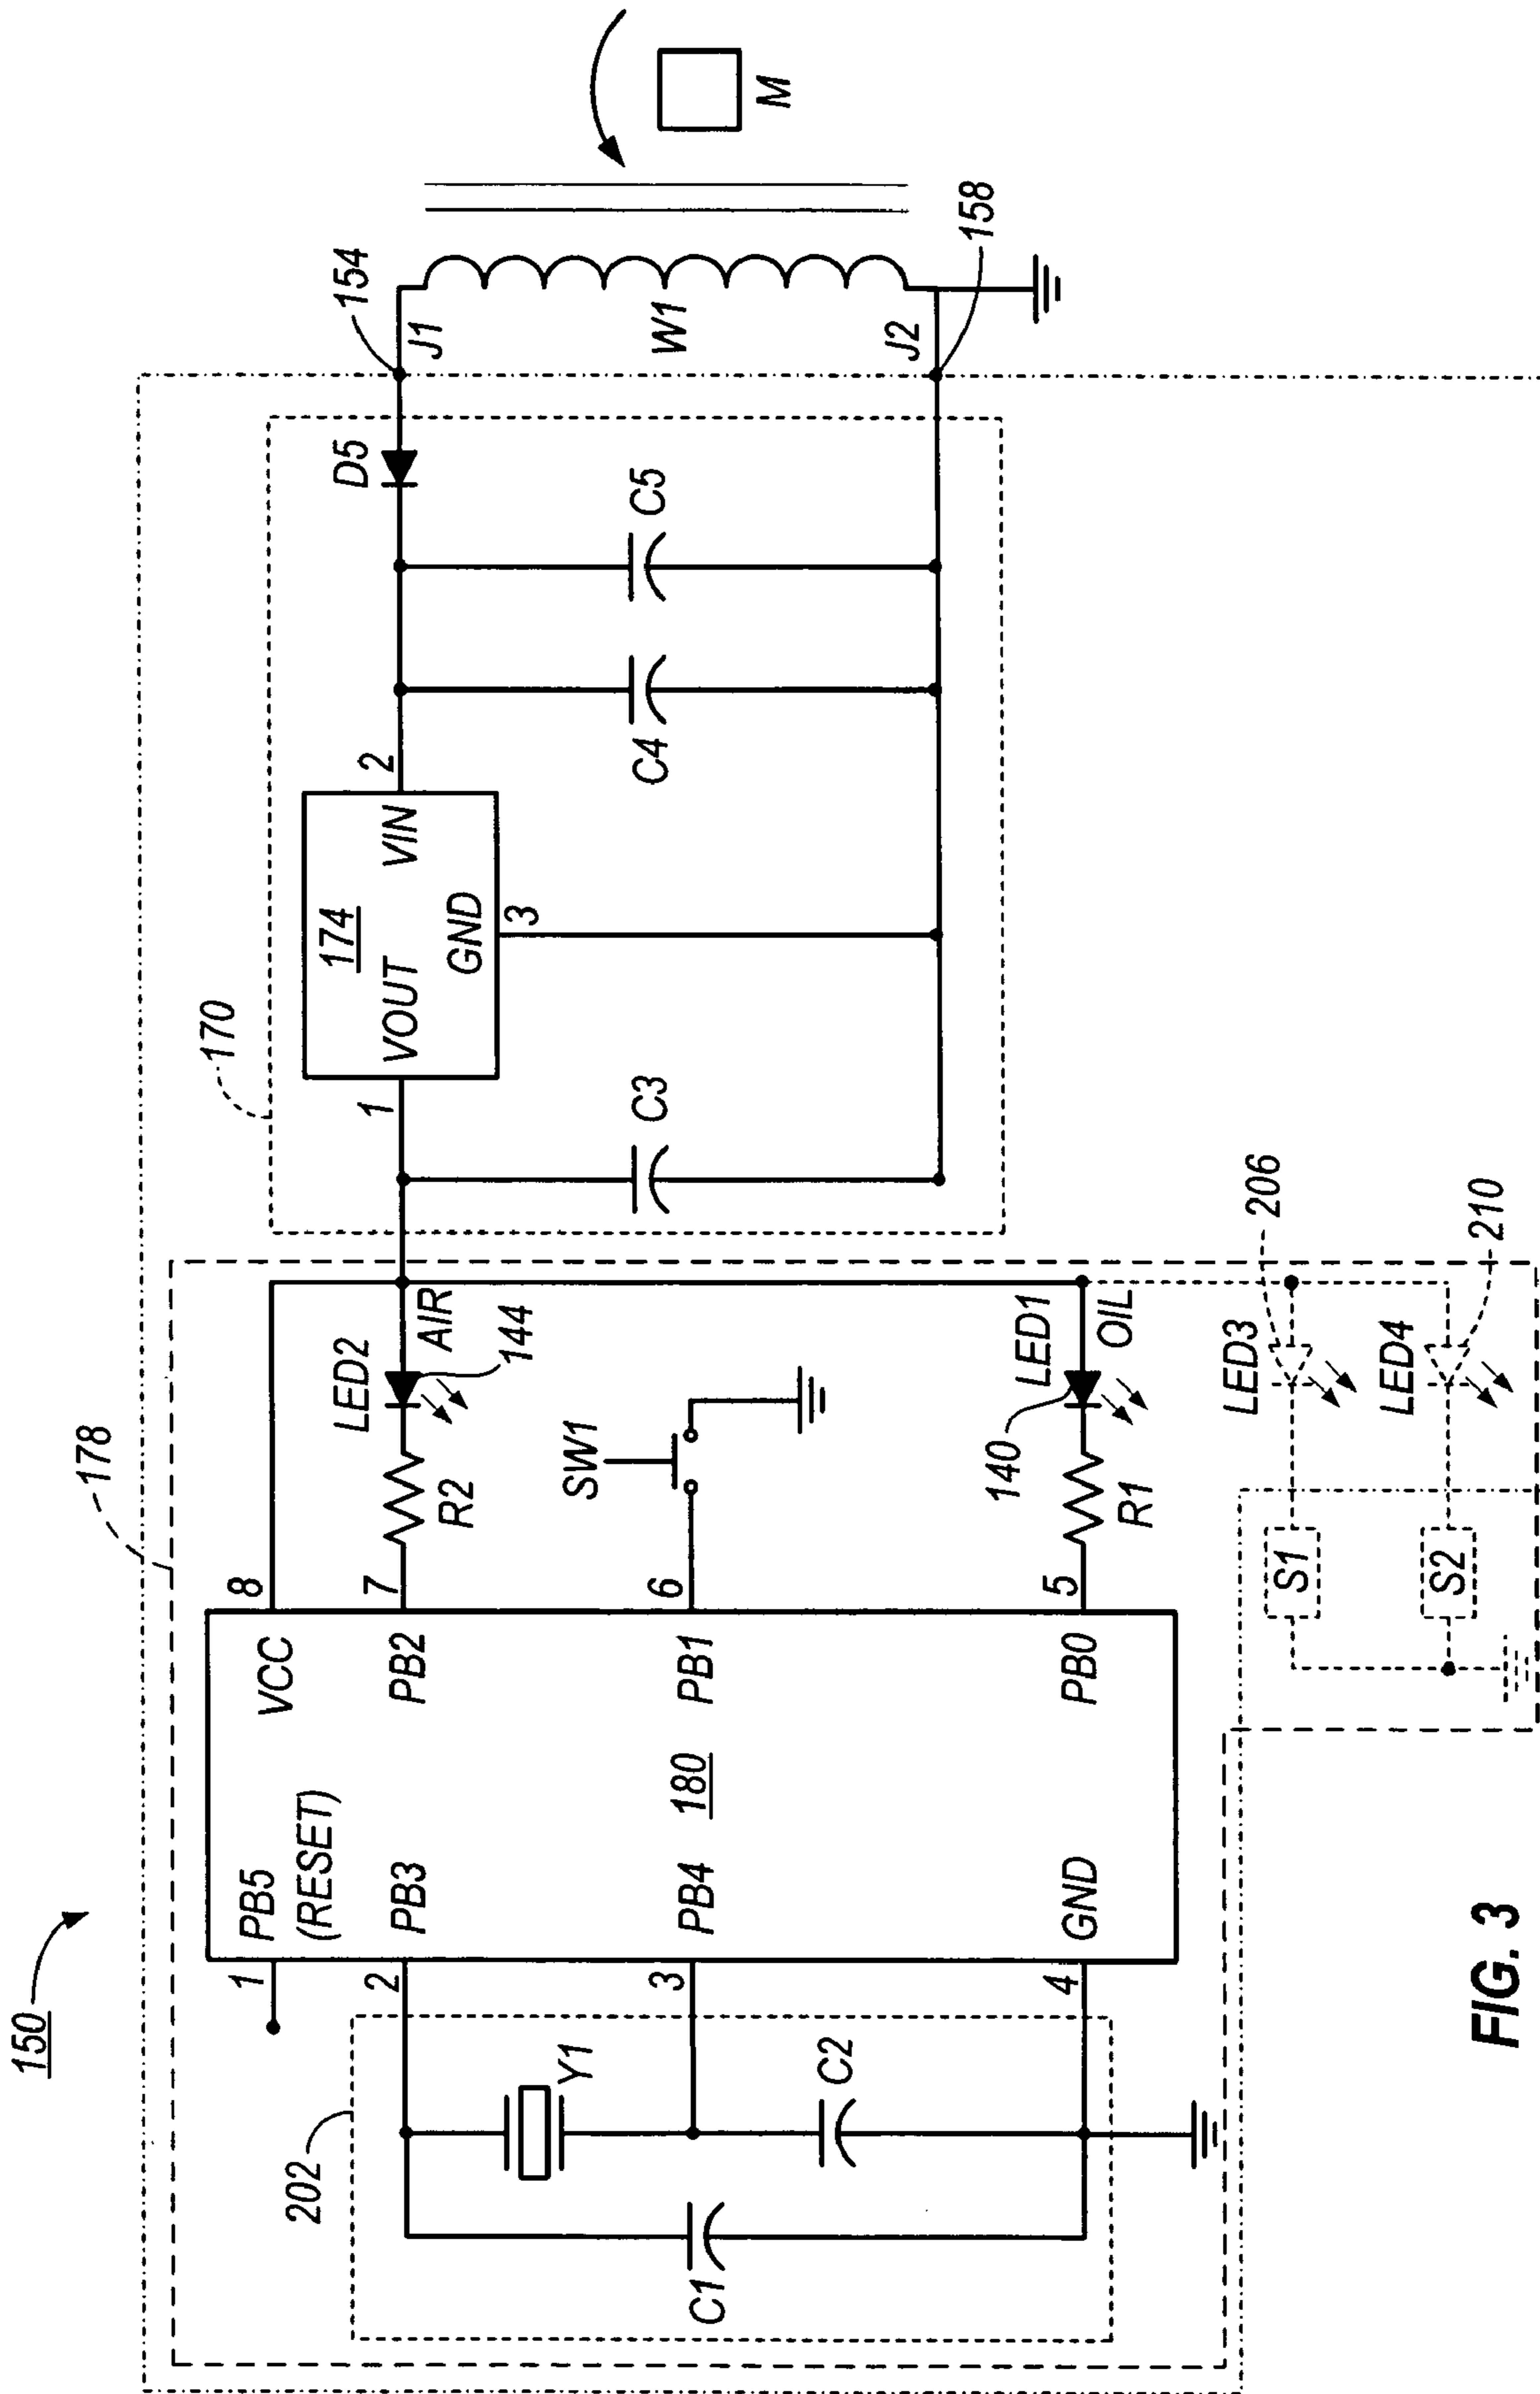 150
178
170
154
158
202
PB5
(RESET)
VCC
PB3
PB2
PB4
180
PB1
GND
PB0
1
2
3
4
8
7
6
5
Y1
C1
C2
R2
LED2
AIR
144
SW1
140
LED1
OIL
R1
S1
S2
LED3
206
LED4
210
174
VOUT
VIN
GND
1
2
3
C3
C4
C5
D5
J1
W1
J2
M
FIG. 3